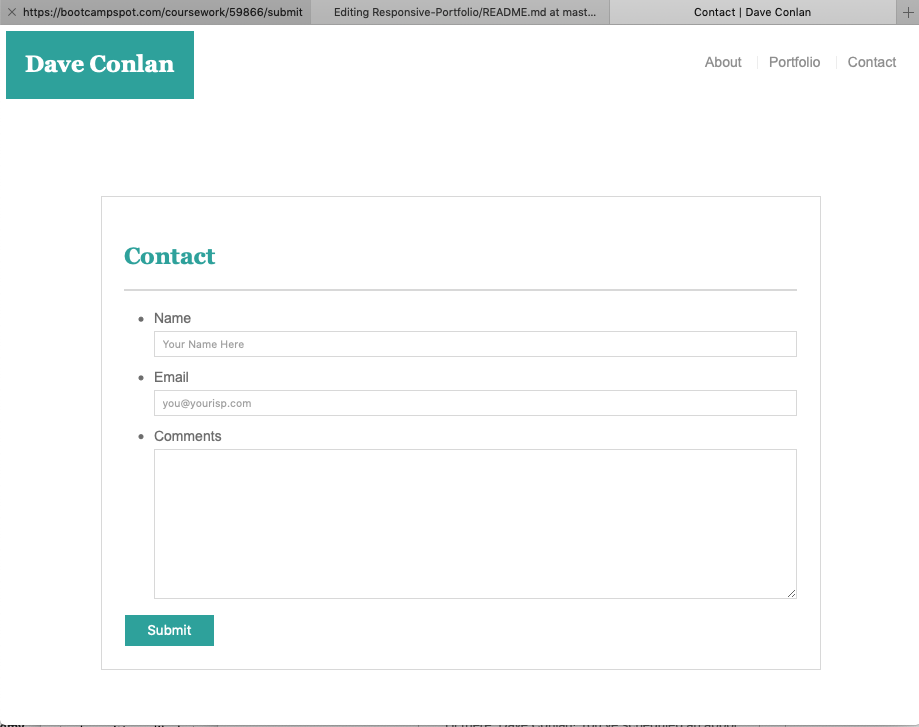 https://bootcampspot.com/coursework/59866/submit
Editing Responsive-Portfolio/README.md at mast...
Contact | Dave Conlan
Dave Conlan
About
Portfolio
Contact
Contact
Name
Your Name Here
Email
you@yourisp.com
Comments
Submit